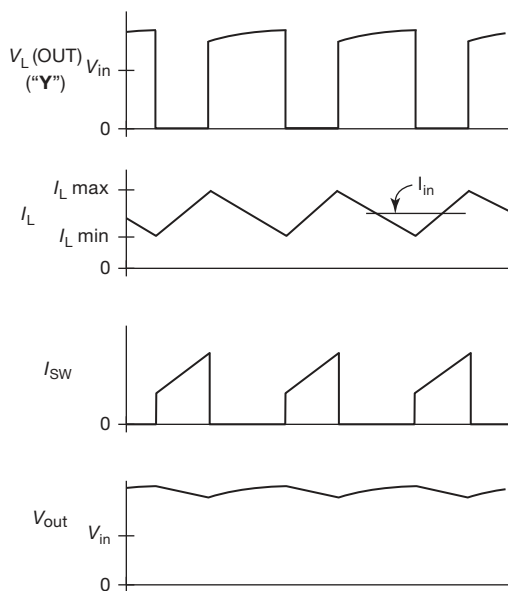 V_L (OUT)
("Y")
V_in
0
I_L max
I_in
I_L
I_L min
0
I_SW
0
V_out
V_in
0